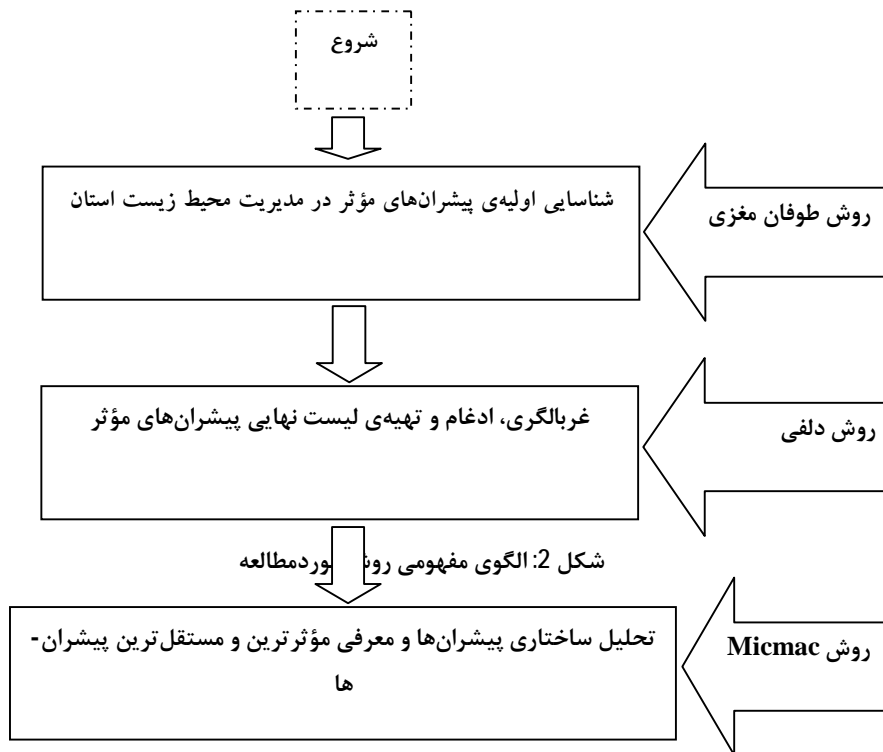 شروع
شناسایی اولیه‌ی پیشران‌های مؤثر در مدیریت محیط زیست استان
روش طوفان مغزی
غربالگری، ادغام و تهیه‌ی لیست نهایی پیشران‌های مؤثر
روش دلفی
شکل 2: الگوی مفهومی روش موردمطالعه
تحلیل ساختاری پیشران‌ها و معرفی مؤثرترین و مستقل‌ترین پیشران-
ها
روش Micmac